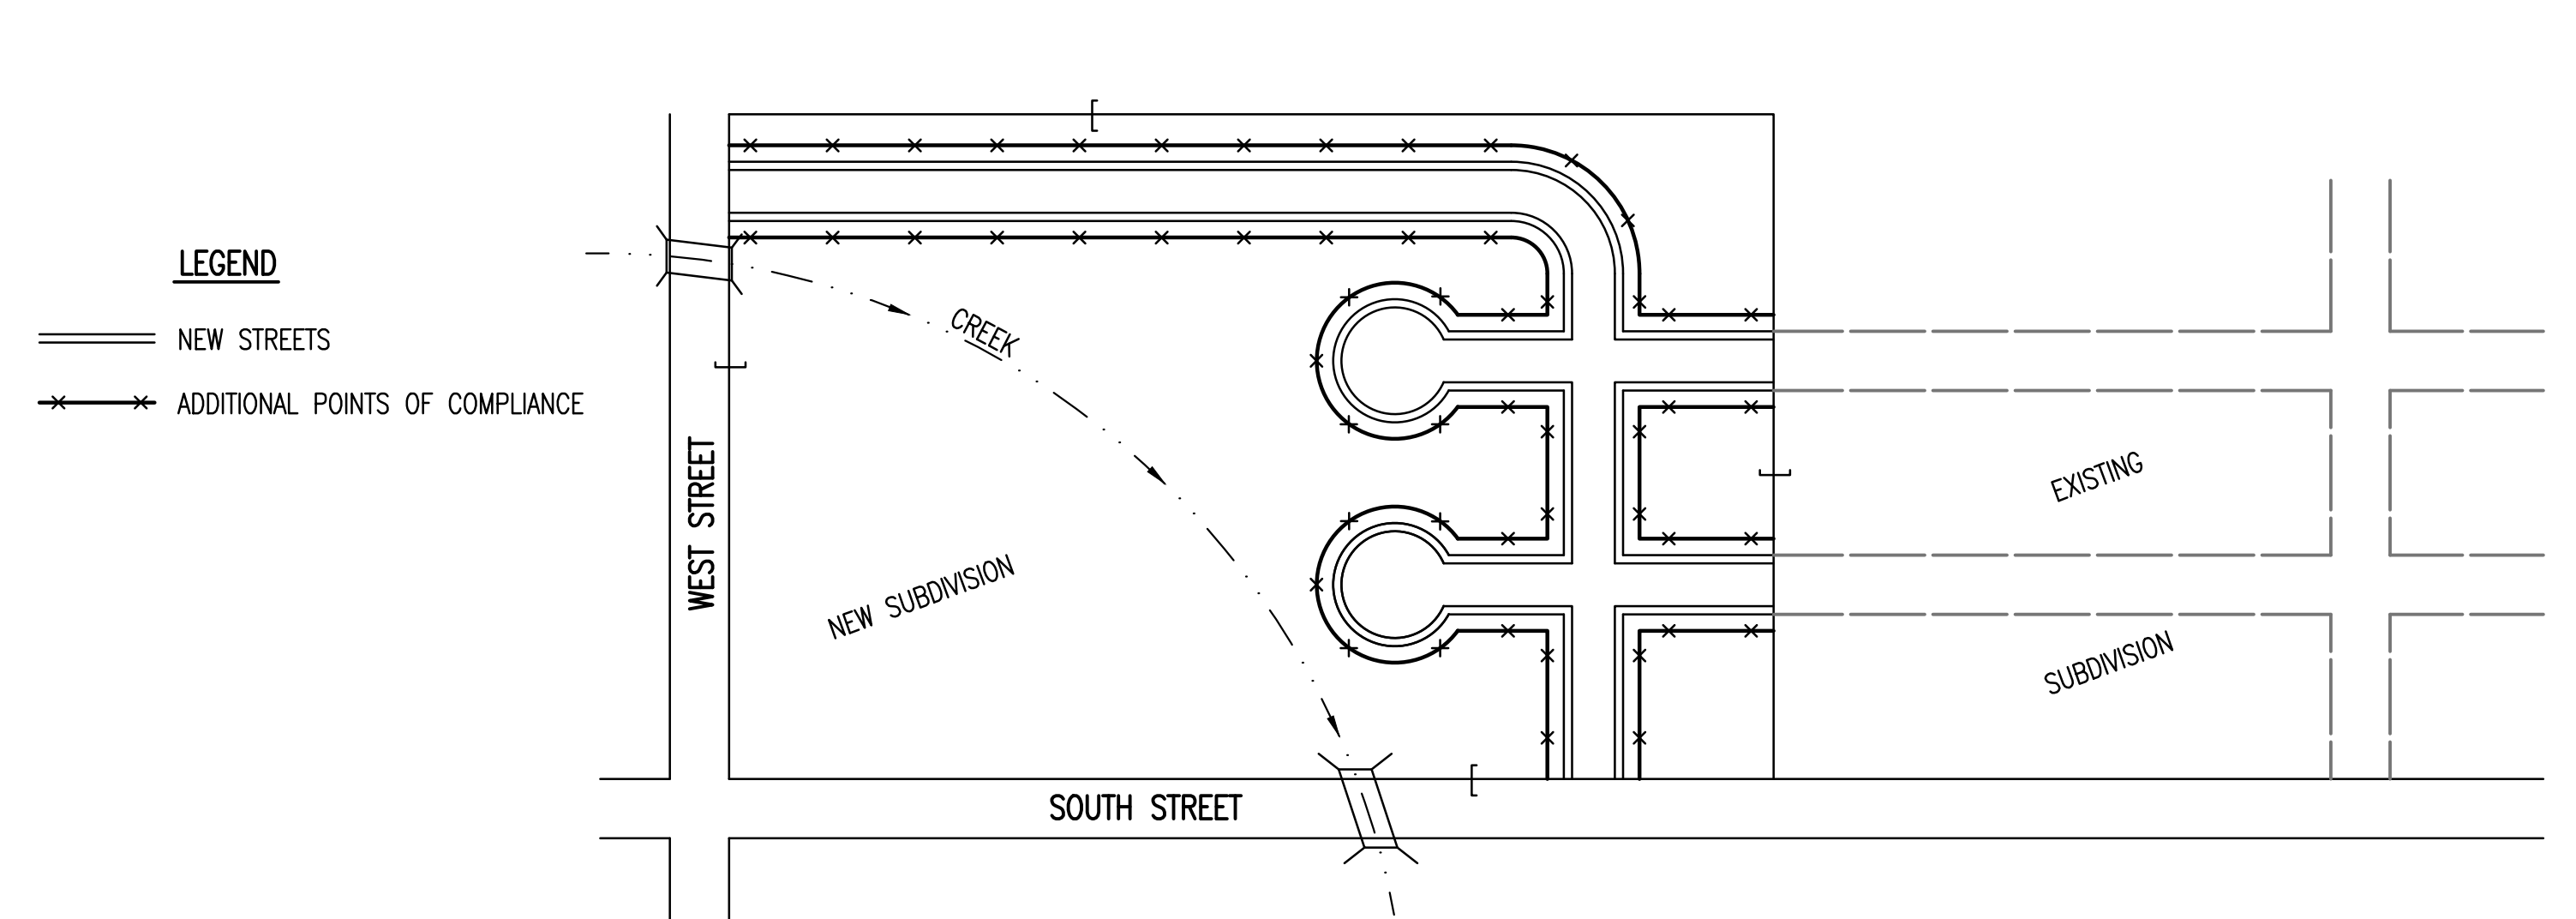 LEGEND
NEW STREETS
ADDITIONAL POINTS OF COMPLIANCE
CREEK
WEST STREET
NEW SUBDIVISION
SOUTH STREET
EXISTING
SUBDIVISION